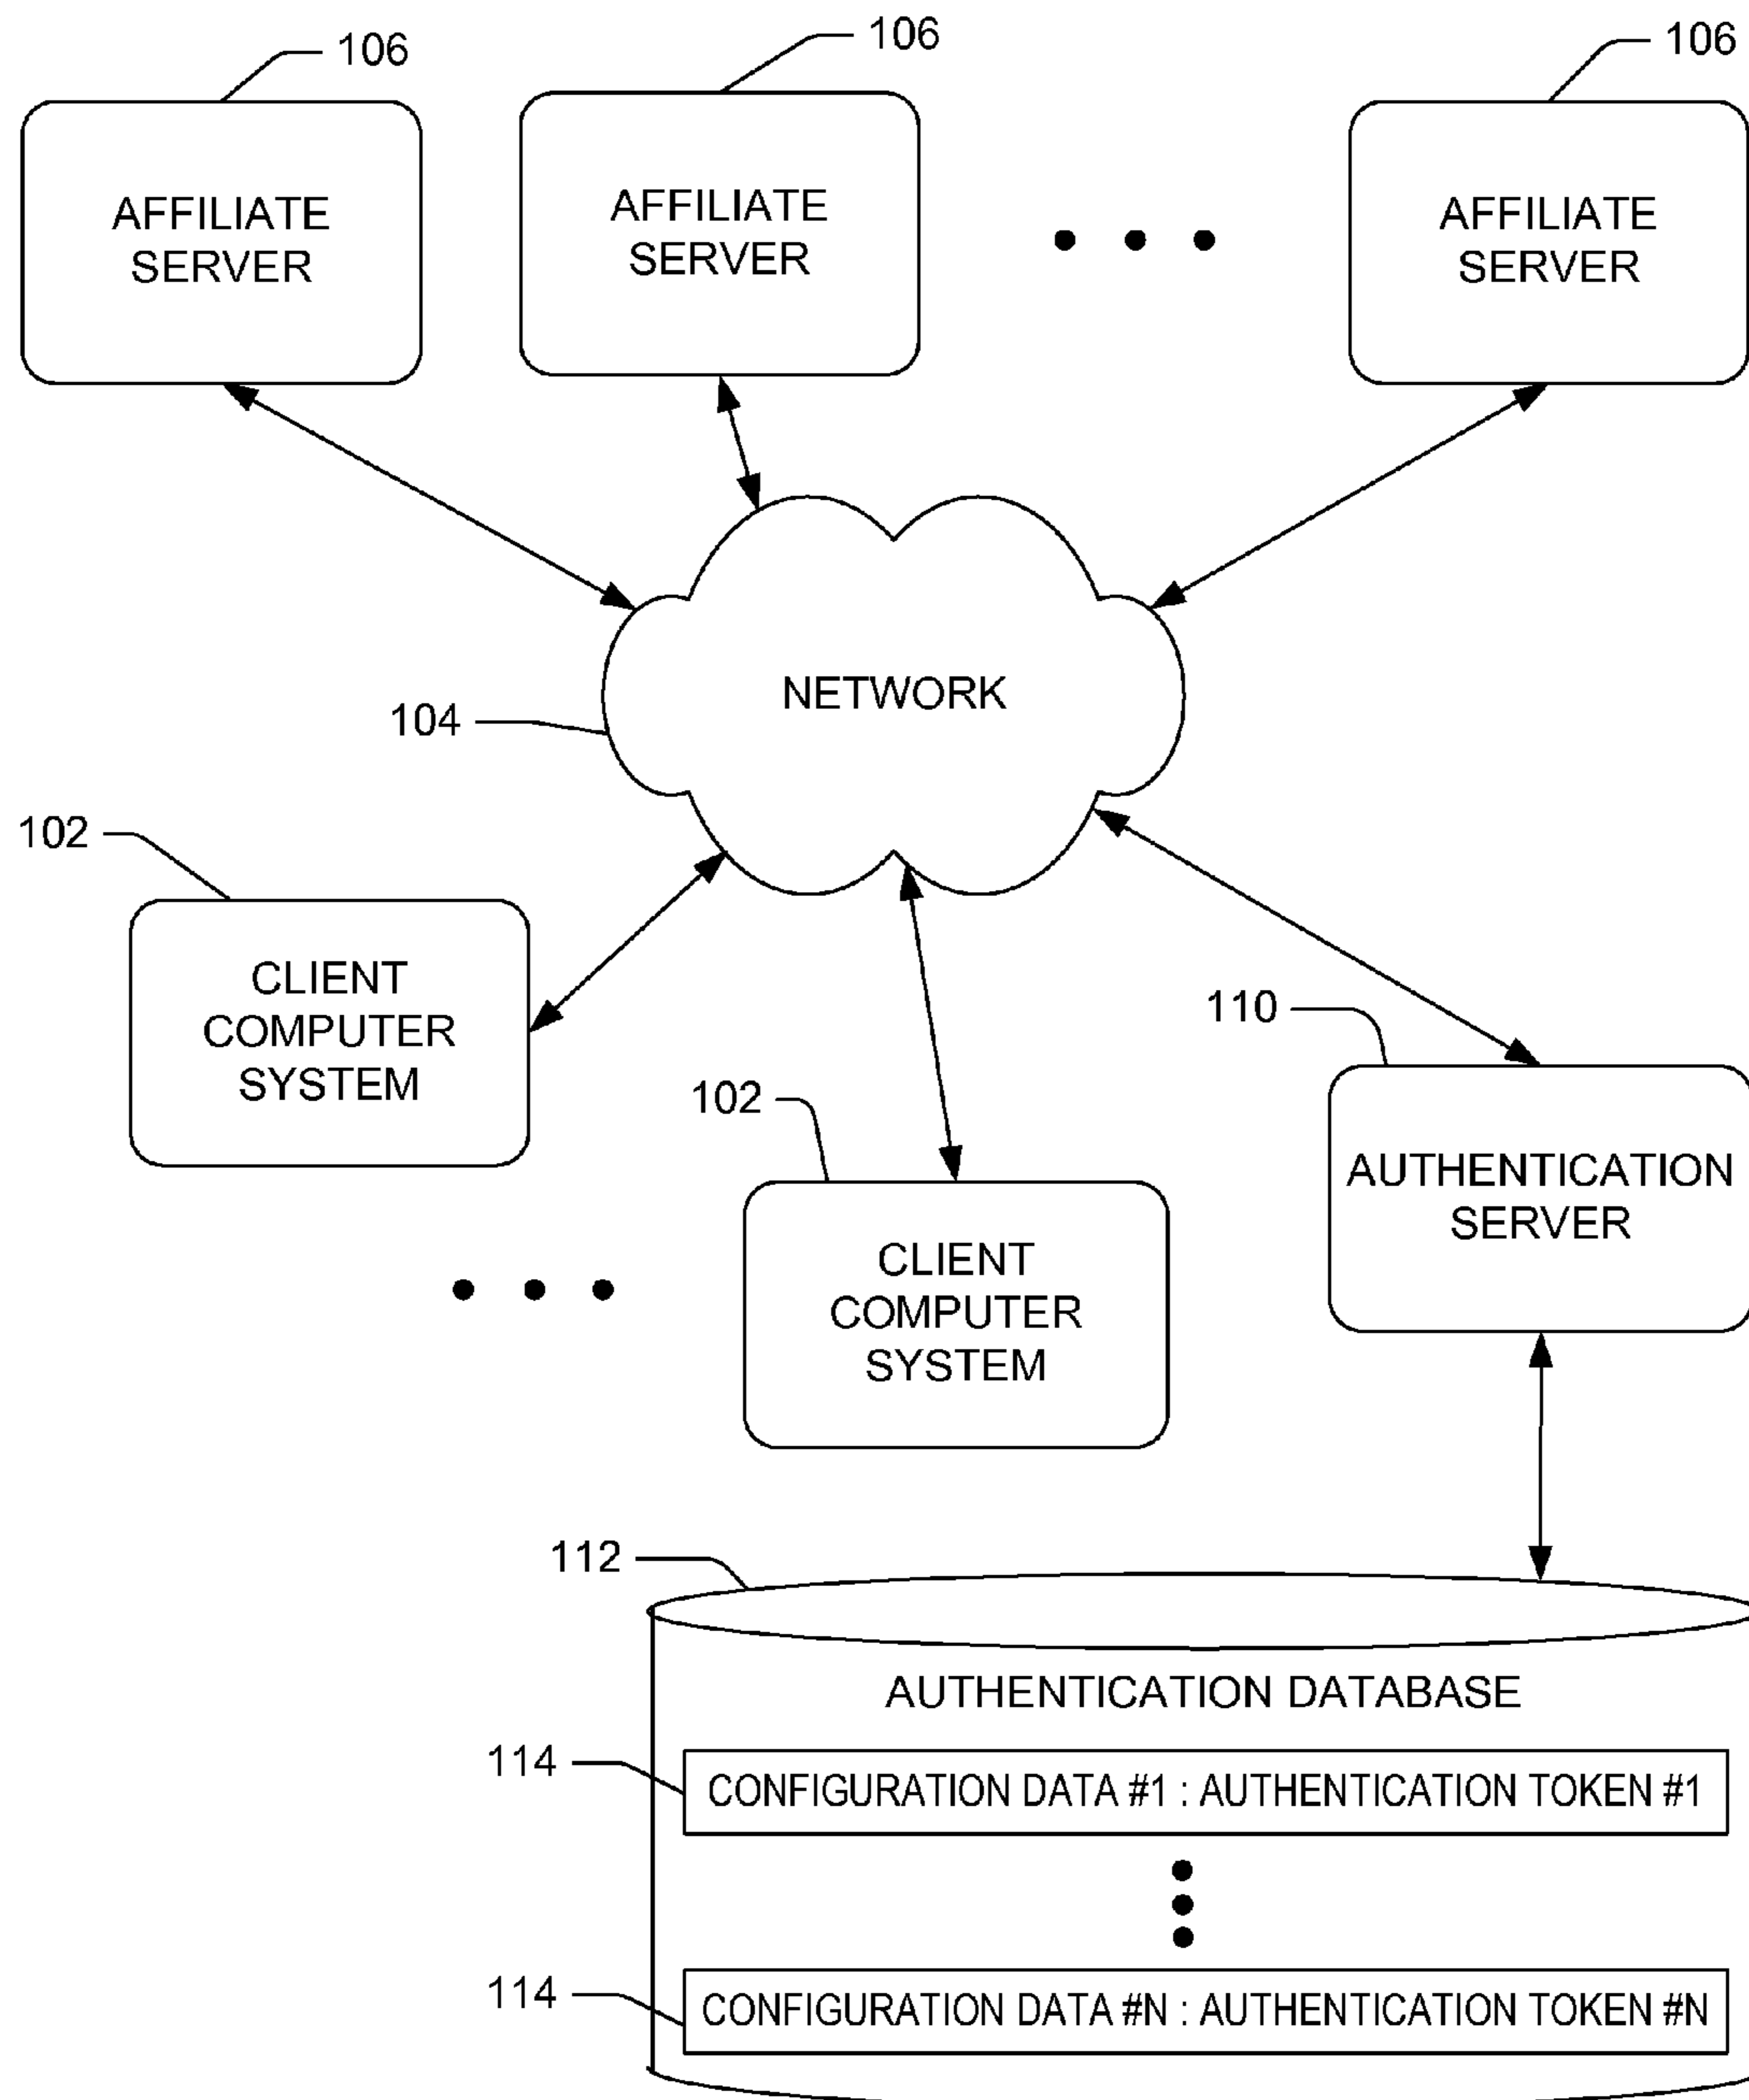 106
106
106
AFFILIATE
SERVER
AFFILIATE
SERVER
AFFILIATE
SERVER
NETWORK
104
102
CLIENT
COMPUTER
SYSTEM
110
102
AUTHENTICATION
SERVER
CLIENT
COMPUTER
SYSTEM
112
AUTHENTICATION DATABASE
114
CONFIGURATION DATA #1 : AUTHENTICATION TOKEN #1
114
CONFIGURATION DATA #N : AUTHENTICATION TOKEN #N